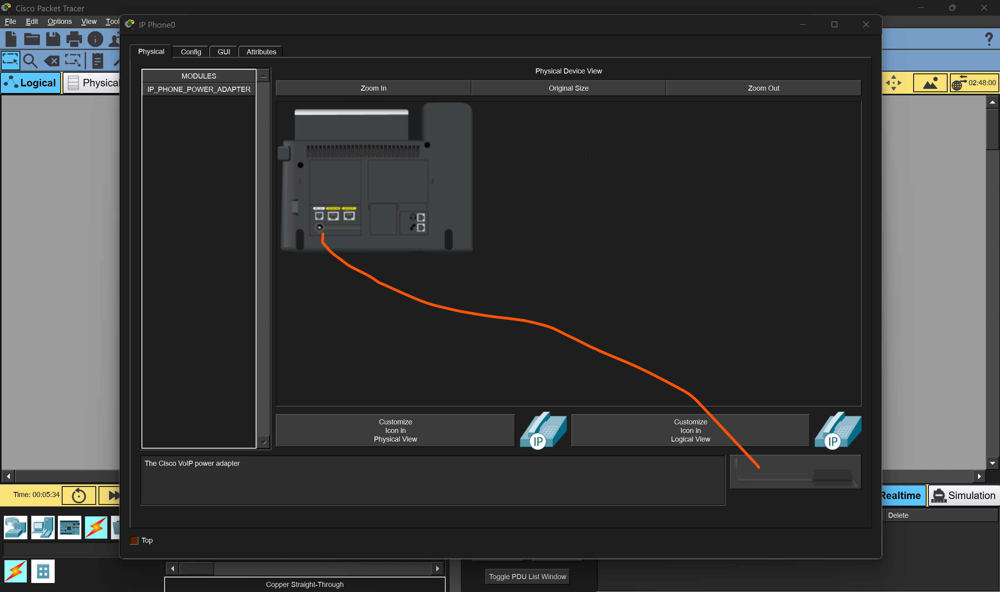 Cisco Packet Tracer
File Edit Options View Tool
IP Phone0
Physical Config GUI Attributes
Logical
Physical
MODULES
IP_PHONE_POWER_ADAPTER
Physical Device View
Zoom In Original Size Zoom Out
02:48:00
Customize
Icon in
Physical View
IP
Customize
Icon in
Logical View
IP
The Cisco VoIP power adapter
Time: 00:05:34
Realtime Simulation
Delete
Top
Toggle PDU List Window
Copper Straight-Through